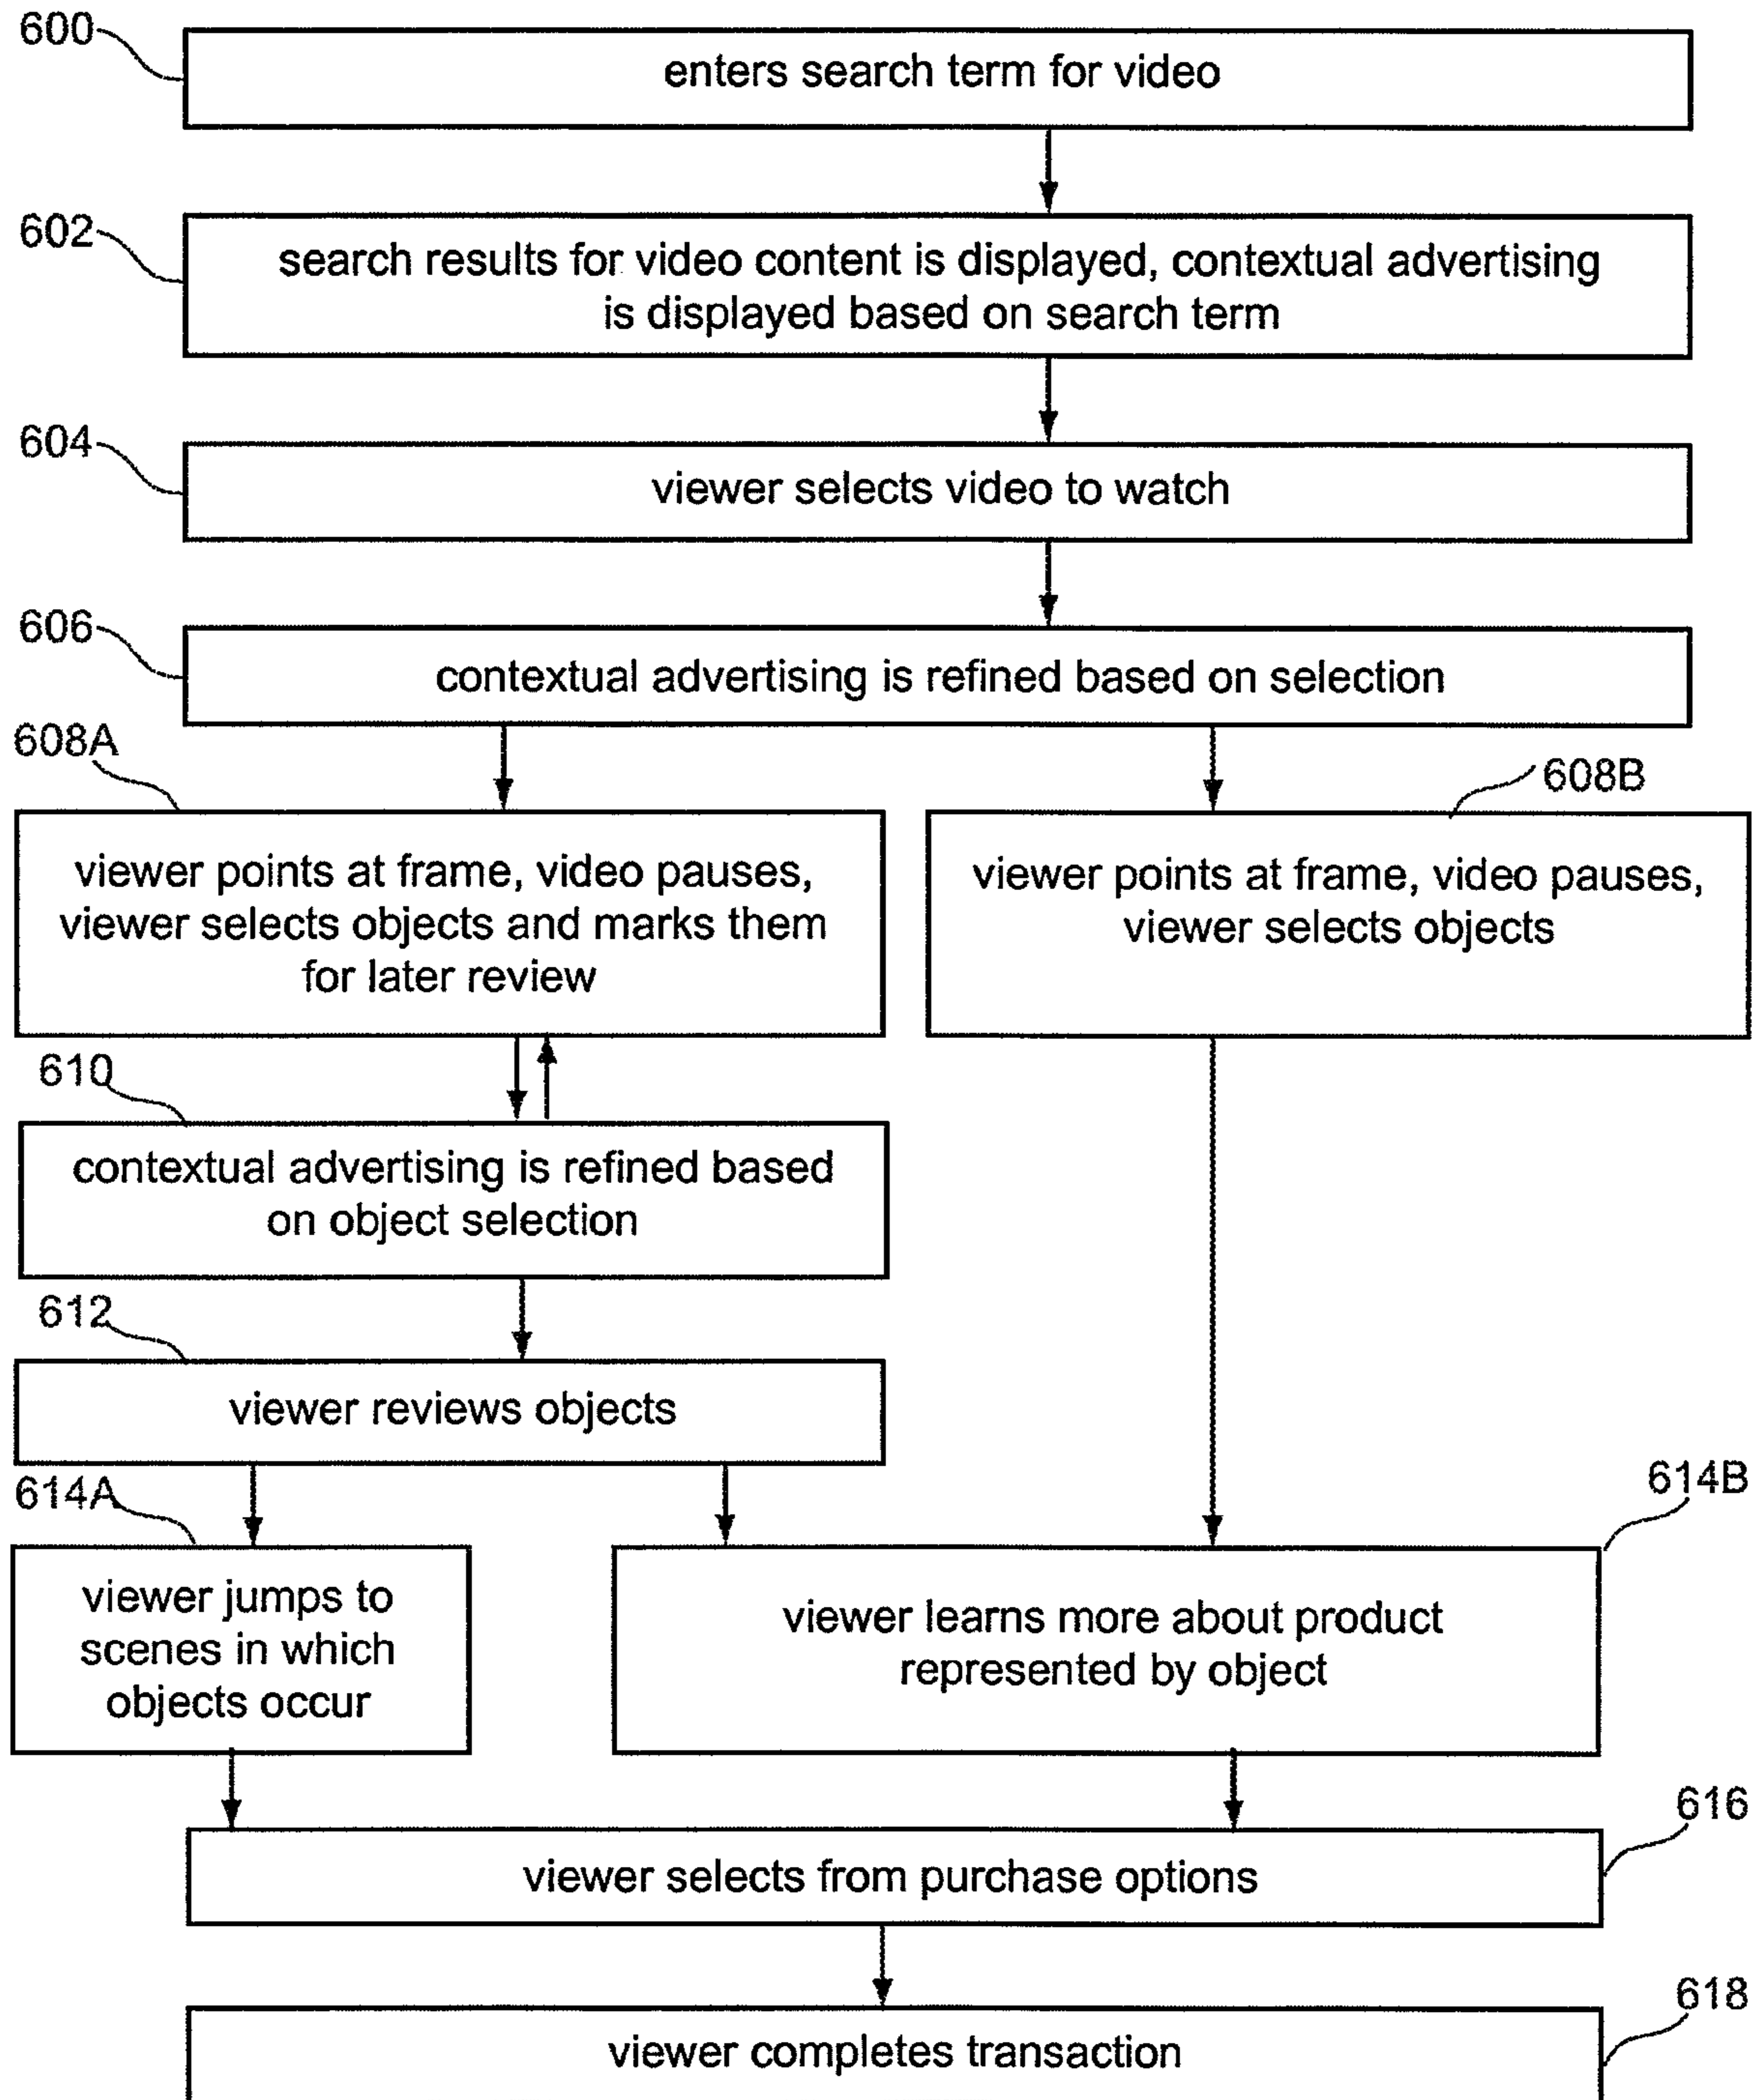 600
enters search term for video
602
search results for video content is displayed, contextual advertising
is displayed based on search term
604
viewer selects video to watch
606
contextual advertising is refined based on selection
608A
viewer points at frame, video pauses,
viewer selects objects and marks them
for later review
608B
viewer points at frame, video pauses,
viewer selects objects
610
contextual advertising is refined based
on object selection
612
viewer reviews objects
614A
viewer jumps to
scenes in which
objects occur
614B
viewer learns more about product
represented by object
616
viewer selects from purchase options
618
viewer completes transaction